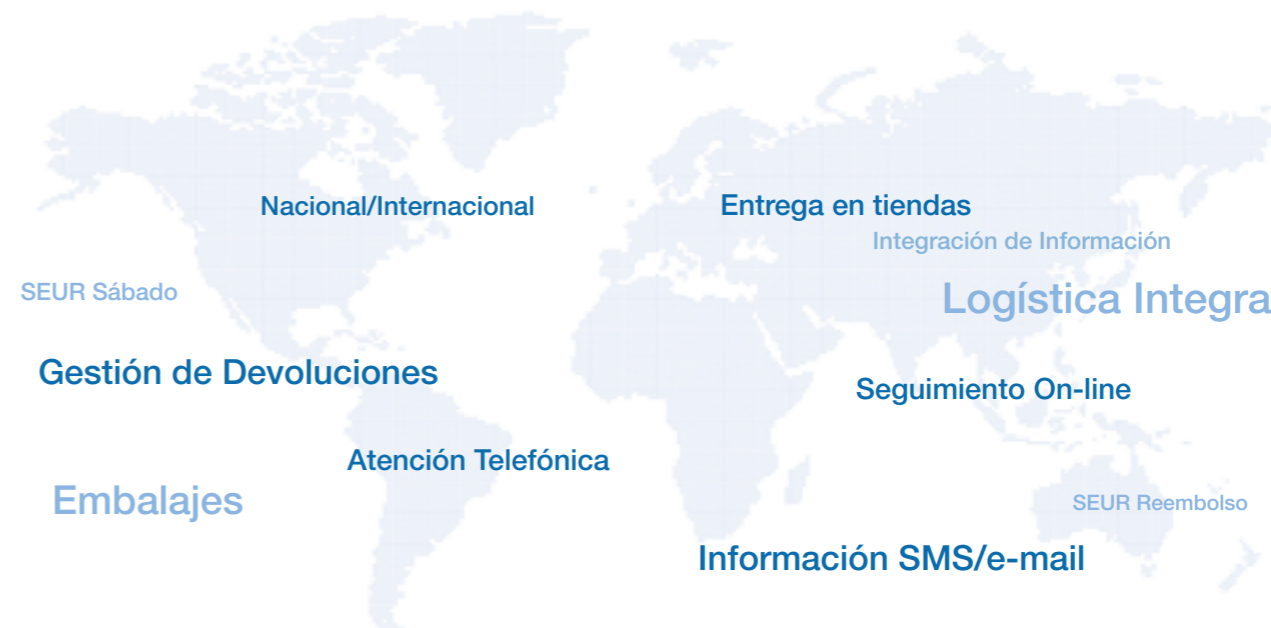 Nacional/Internacional
Entrega en tiendas
Integración de Información
SEUR Sábado
Logística Integra
Gestión de Devoluciones
Seguimiento On-line
Atención Telefónica
Embalajes
SEUR Reembolso
Información SMS/e-mail